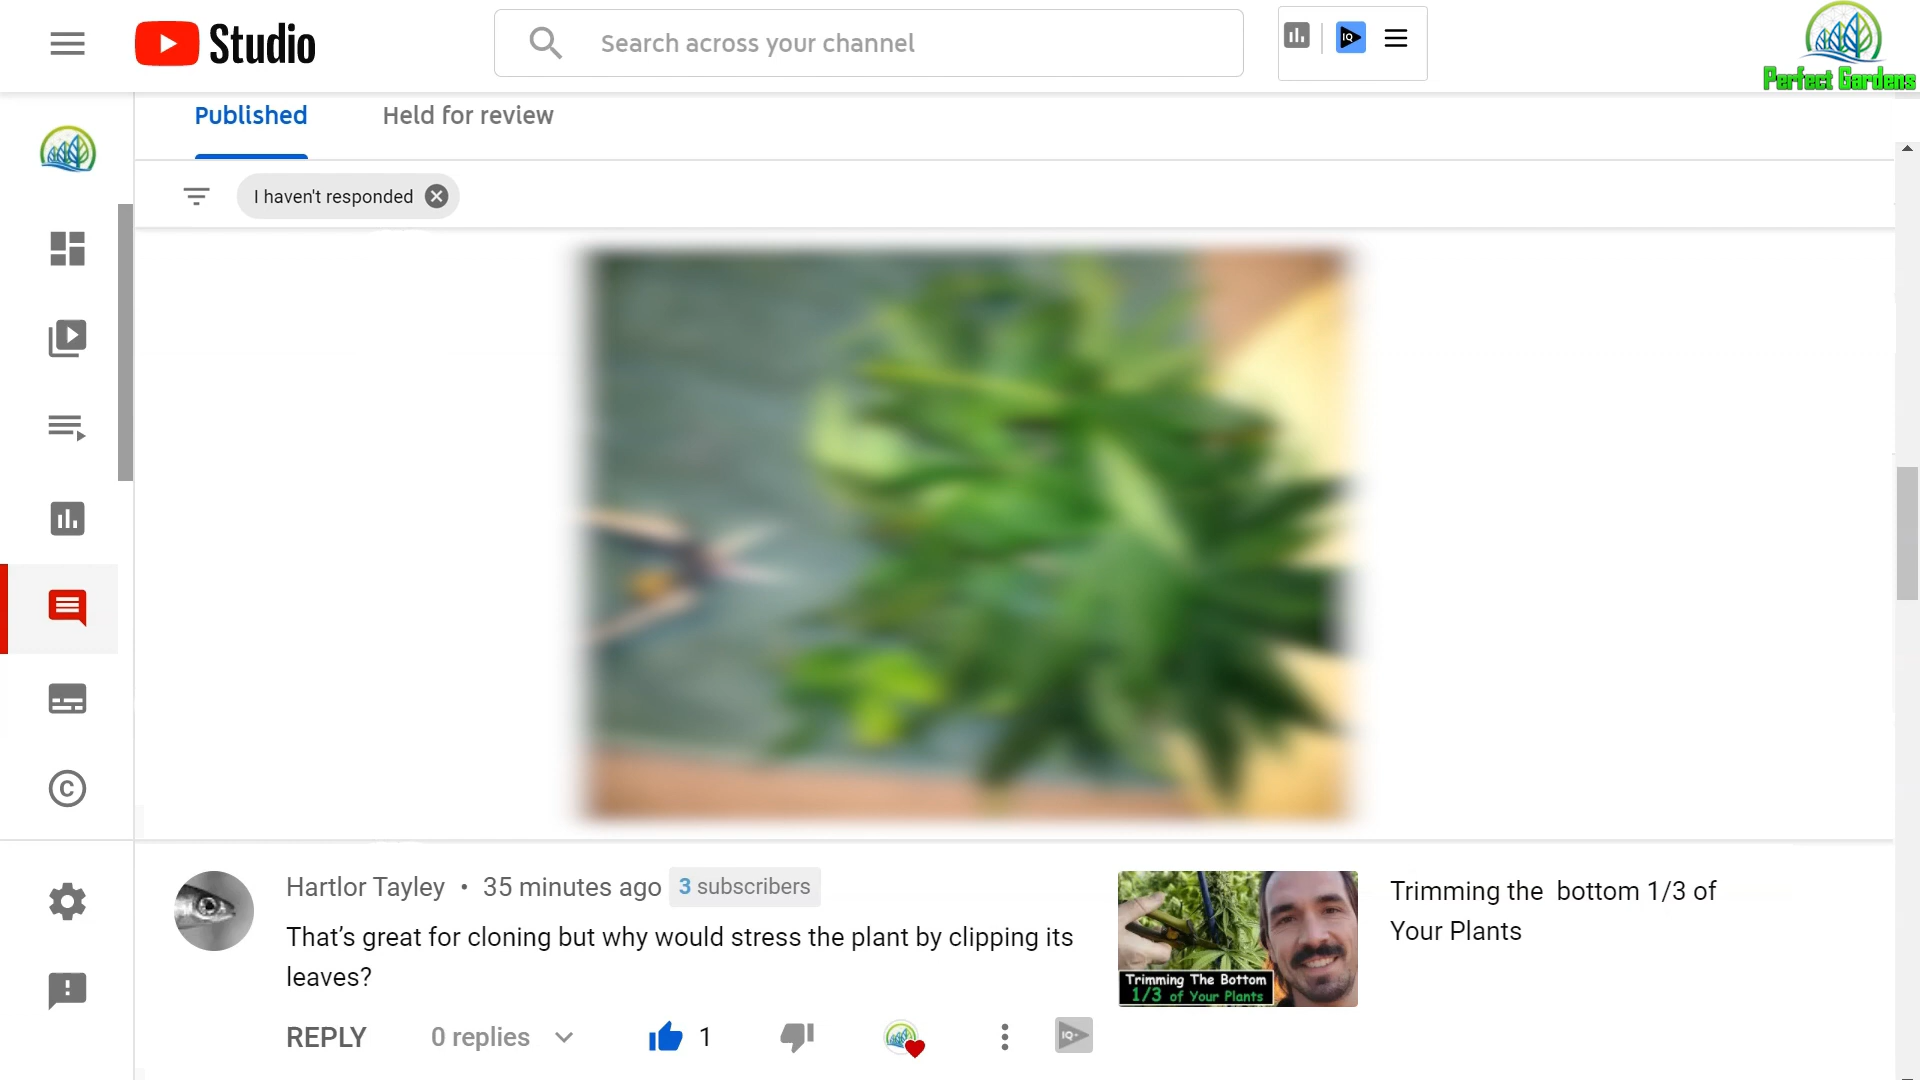 Studio
Search across your channel
IQ
Perfect Gardens
Published
Held for review
I haven't responded
Hartlor Tayley • 35 minutes ago 3 subscribers
That’s great for cloning but why would stress the plant by clipping its
leaves?
REPLY
0 replies
1
IQ
Trimming The Bottom
1/3 of Your Plants
Trimming the bottom 1/3 of
Your Plants